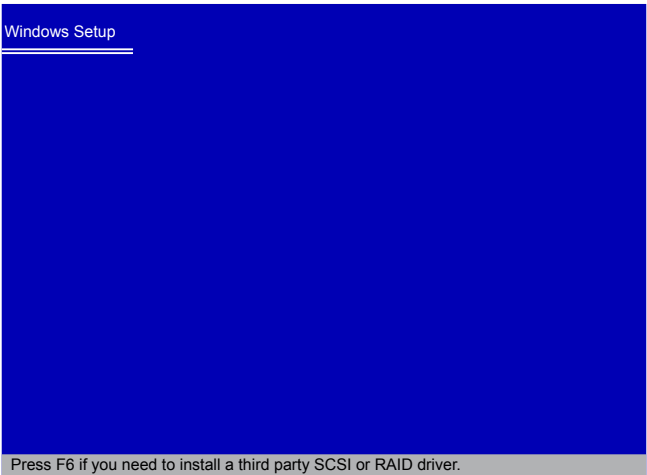 Windows Setup
Press F6 if you need to install a third party SCSI or RAID driver.